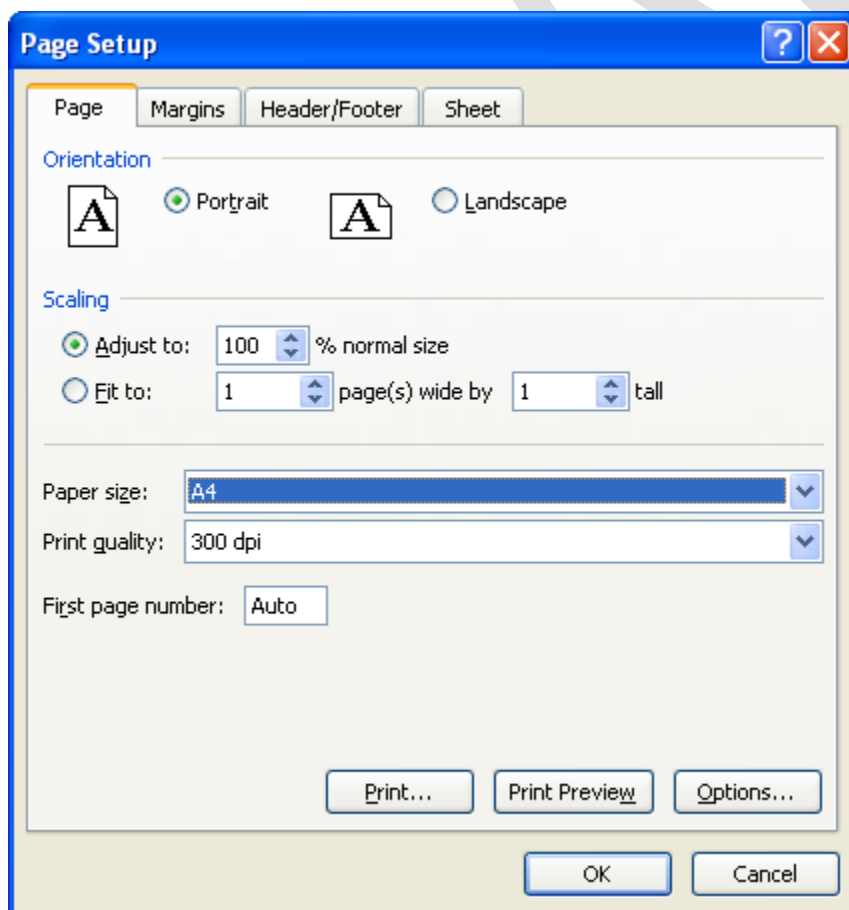 Page Setup
Page Margins Header/Footer Sheet
Orientation
A Portrait A Landscape
Scaling
Adjust to: 100 % normal size
Fit to: 1 page(s) wide by 1 tall
Paper size: A4
Print quality: 300 dpi
First page number: Auto
Print... Print Preview Options...
OK Cancel